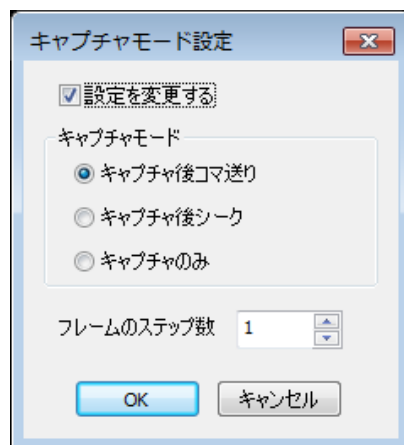 キャプチャモード設定
設定を変更する
キャプチャモード
キャプチャ後コマ送り
キャプチャ後シーク
キャプチャのみ
フレームのステップ数 1
OK キャンセル